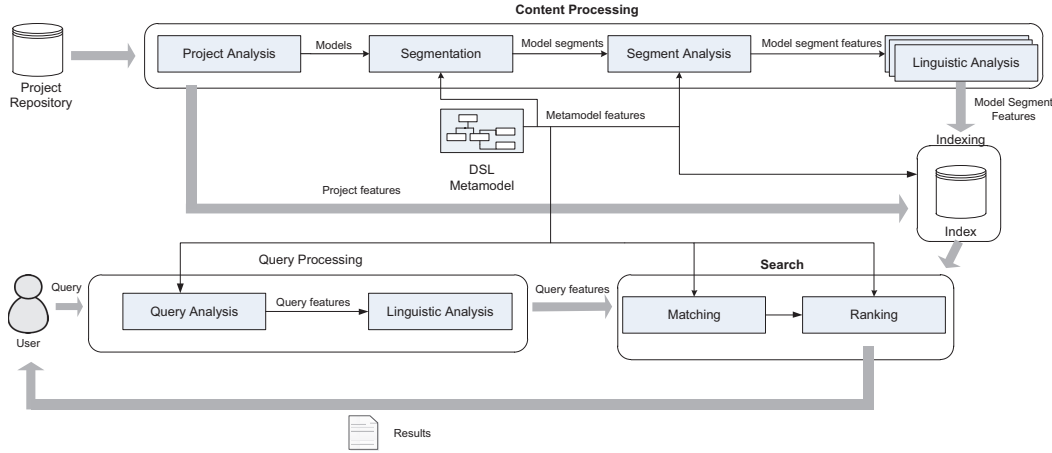 Content Processing
Project Analysis
Models
Segmentation
Model segments
Segment Analysis
Model segment features
Linguistic Analysis
Project
Repository
Model Segment
Features
Metamodel features
DSL
Metamodel
Indexing
Project features
Index
Query Processing
Search
Query
Query Analysis
Query features
Linguistic Analysis
Query features
Matching
Ranking
User
Results